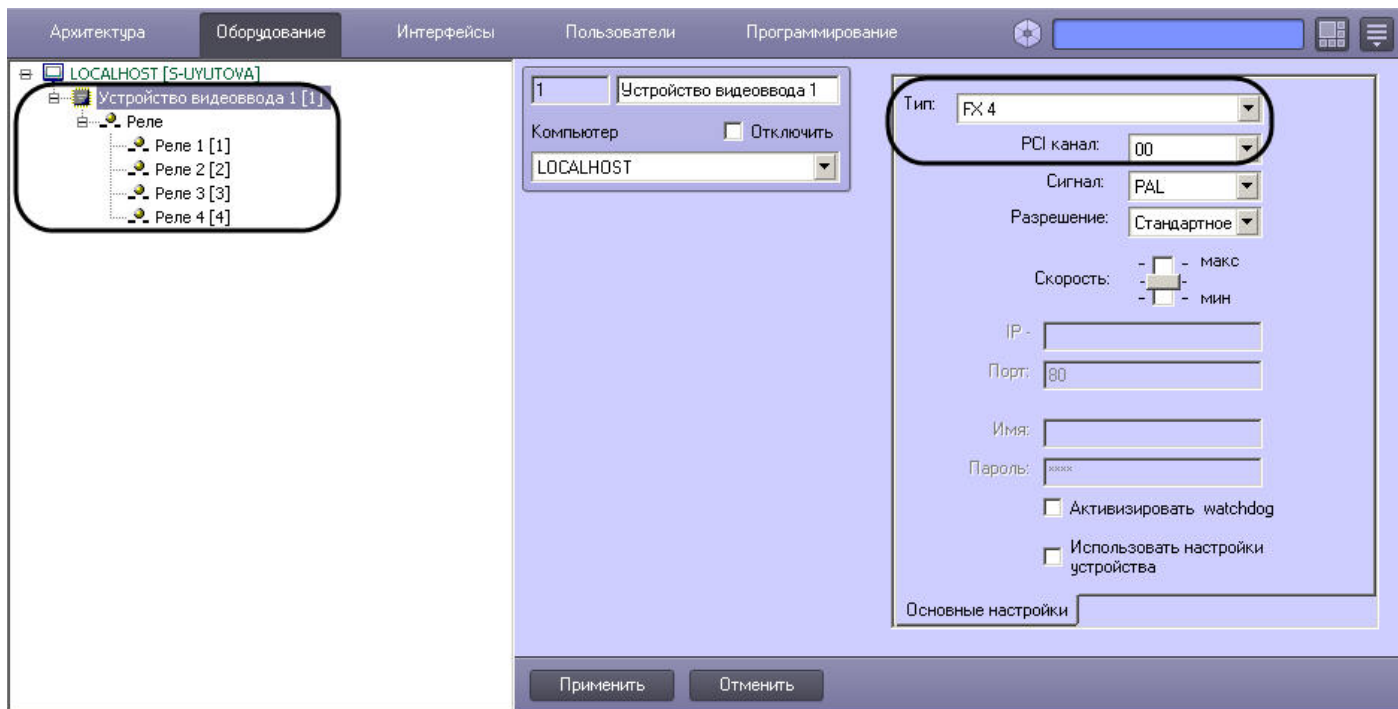 Архитектура Оборудование Интерфейсы Пользователи Программирование
LOCALHOST [S-UYUTOVA]
Устройство видеоввода 1 [1]
Реле
Реле 1 [1]
Реле 2 [2]
Реле 3 [3]
Реле 4 [4]
1 Устройство видеоввода 1
Компьютер Отключить
LOCALHOST
Тип: FX 4
PCI канал: 00
Сигнал: PAL
Разрешение: Стандартное
Скорость: макс
мин
IP -
Порт: 80
Имя:
Пароль: ****
Активизировать watchdog
Использовать настройки
устройства
Основные настройки
Применить Отменить